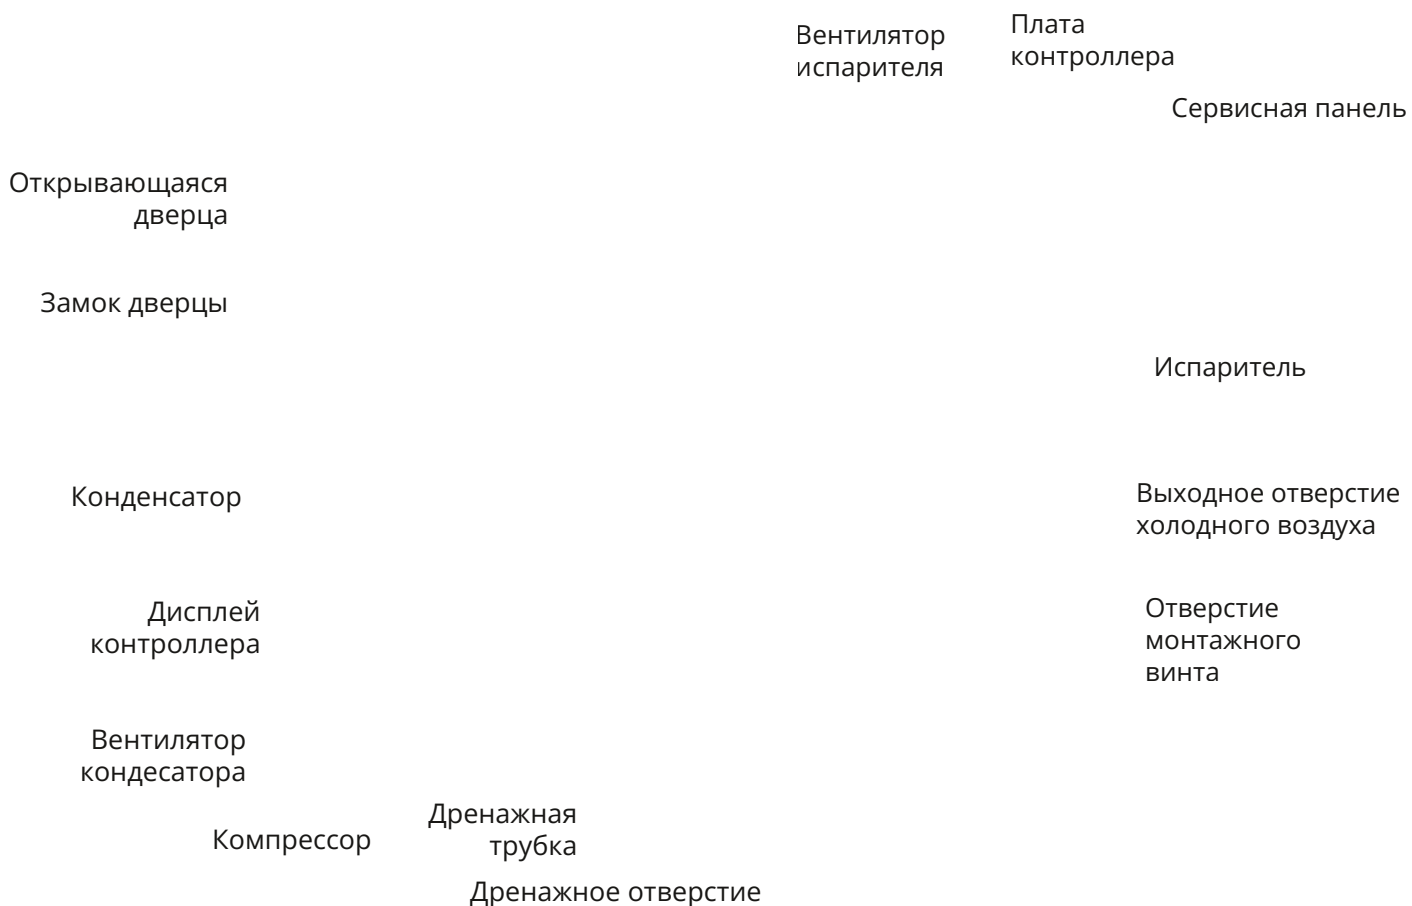 Вентилятор
испарителя
Плата
контроллера
Сервисная панель
Открывающаяся
дверца
Замок дверцы
Испаритель
Конденсатор
Выходное отверстие
холодного воздуха
Дисплей
контроллера
Отверстие
монтажного
винта
Вентилятор
кондесатора
Компрессор
Дренажная
трубка
Дренажное отверстие